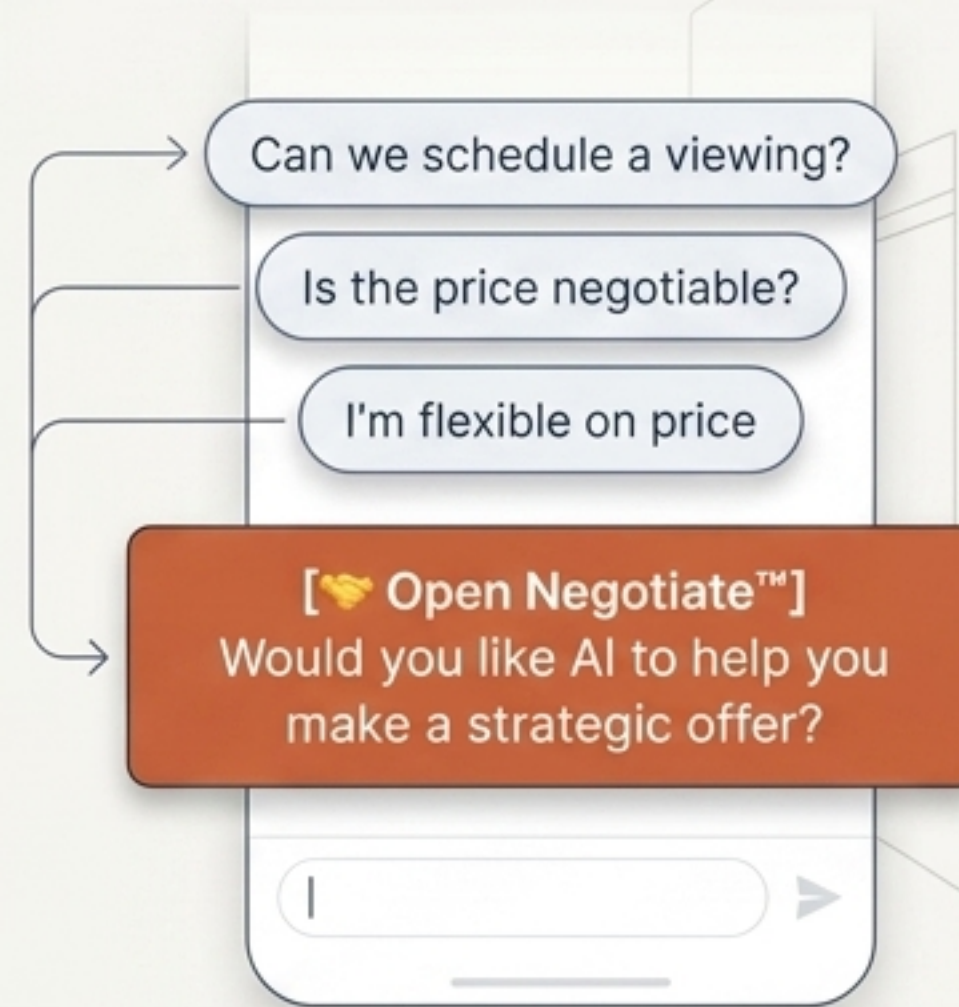 Can we schedule a viewing?
Is the price negotiable?
I'm flexible on price
[🤝 Open Negotiate™]
Would you like AI to help you
make a strategic offer?